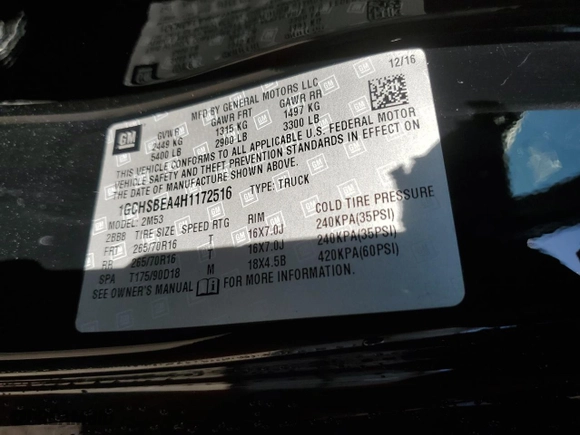 12/16
MFD BY GENERAL MOTORS LLC
GM
GVWR GAWR FRT GAWR RR
2449 KG 1315 KG 1497 KG
5400 LB 2900 LB 3300 LB
THIS VEHICLE CONFORMS TO ALL APPLICABLE U.S. FEDERAL MOTOR
VEHICLE SAFETY AND THEFT PREVENTION STANDARDS IN EFFECT ON
THE DATE OF MANUFACTURE SHOWN ABOVE.
1GCHSBEA4H1172516 TYPE: TRUCK
MODEL: 2M53
2BBB TIRE SIZE SPEED RTG RIM COLD TIRE PRESSURE
FRT 265/70R16 T 16X7.0J 240KPA(35PSI)
RR 265/70R16 T 16X7.0J 240KPA(35PSI)
SPA T175/90D18 M 18X4.5B 420KPA(60PSI)
SEE OWNER'S MANUAL FOR MORE INFORMATION.